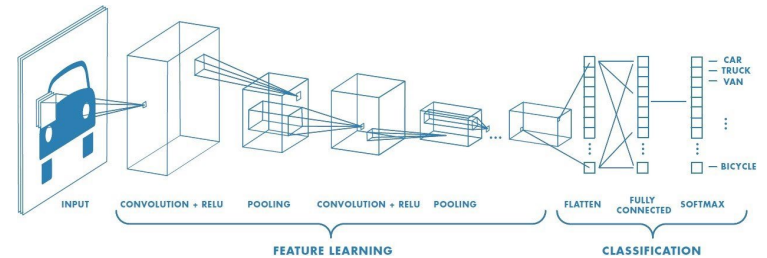 CAR
TRUCK
VAN
BICYCLE
INPUT
CONVOLUTION + RELU
POOLING
CONVOLUTION + RELU
POOLING
FLATTEN
FULLY
CONNECTED
SOFTMAX
FEATURE LEARNING
CLASSIFICATION